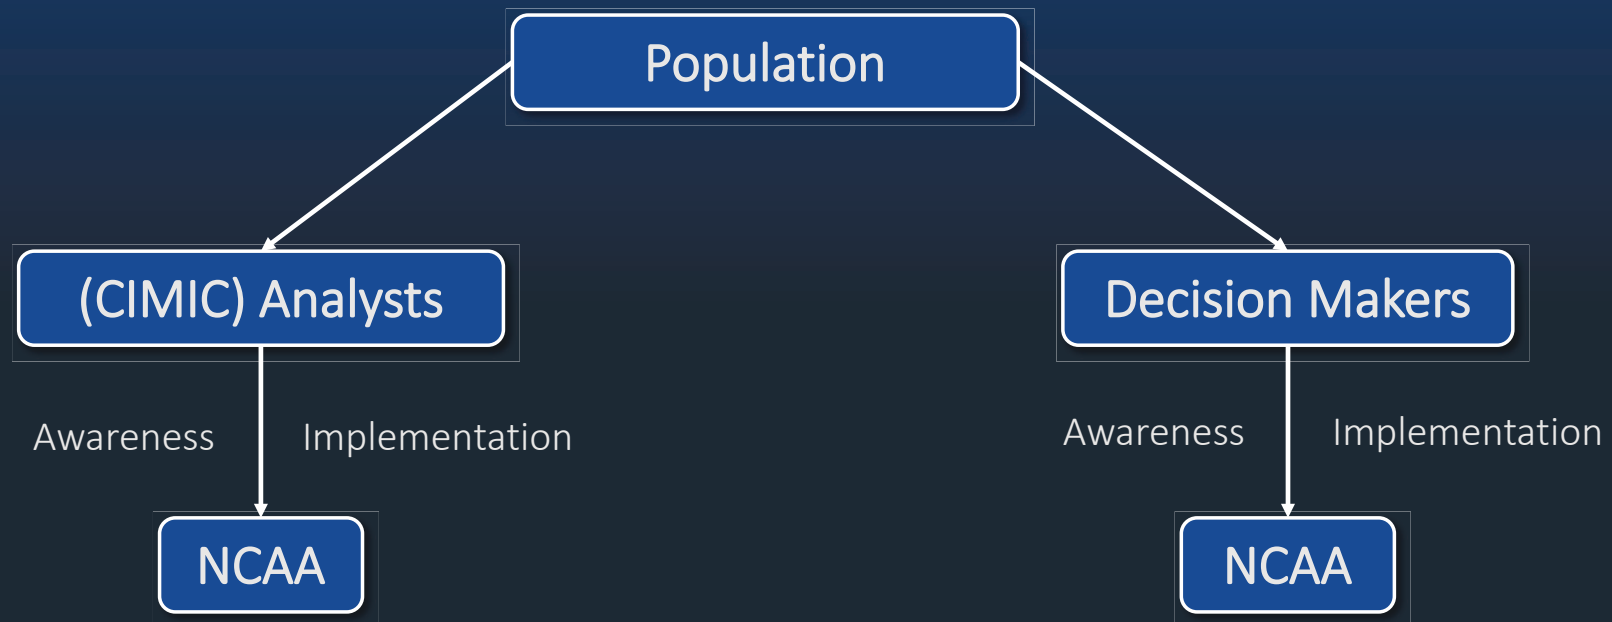 Population
(CIMIC) Analysts
Decision Makers
Awareness
Implementation
Awareness
Implementation
NCAA
NCAA